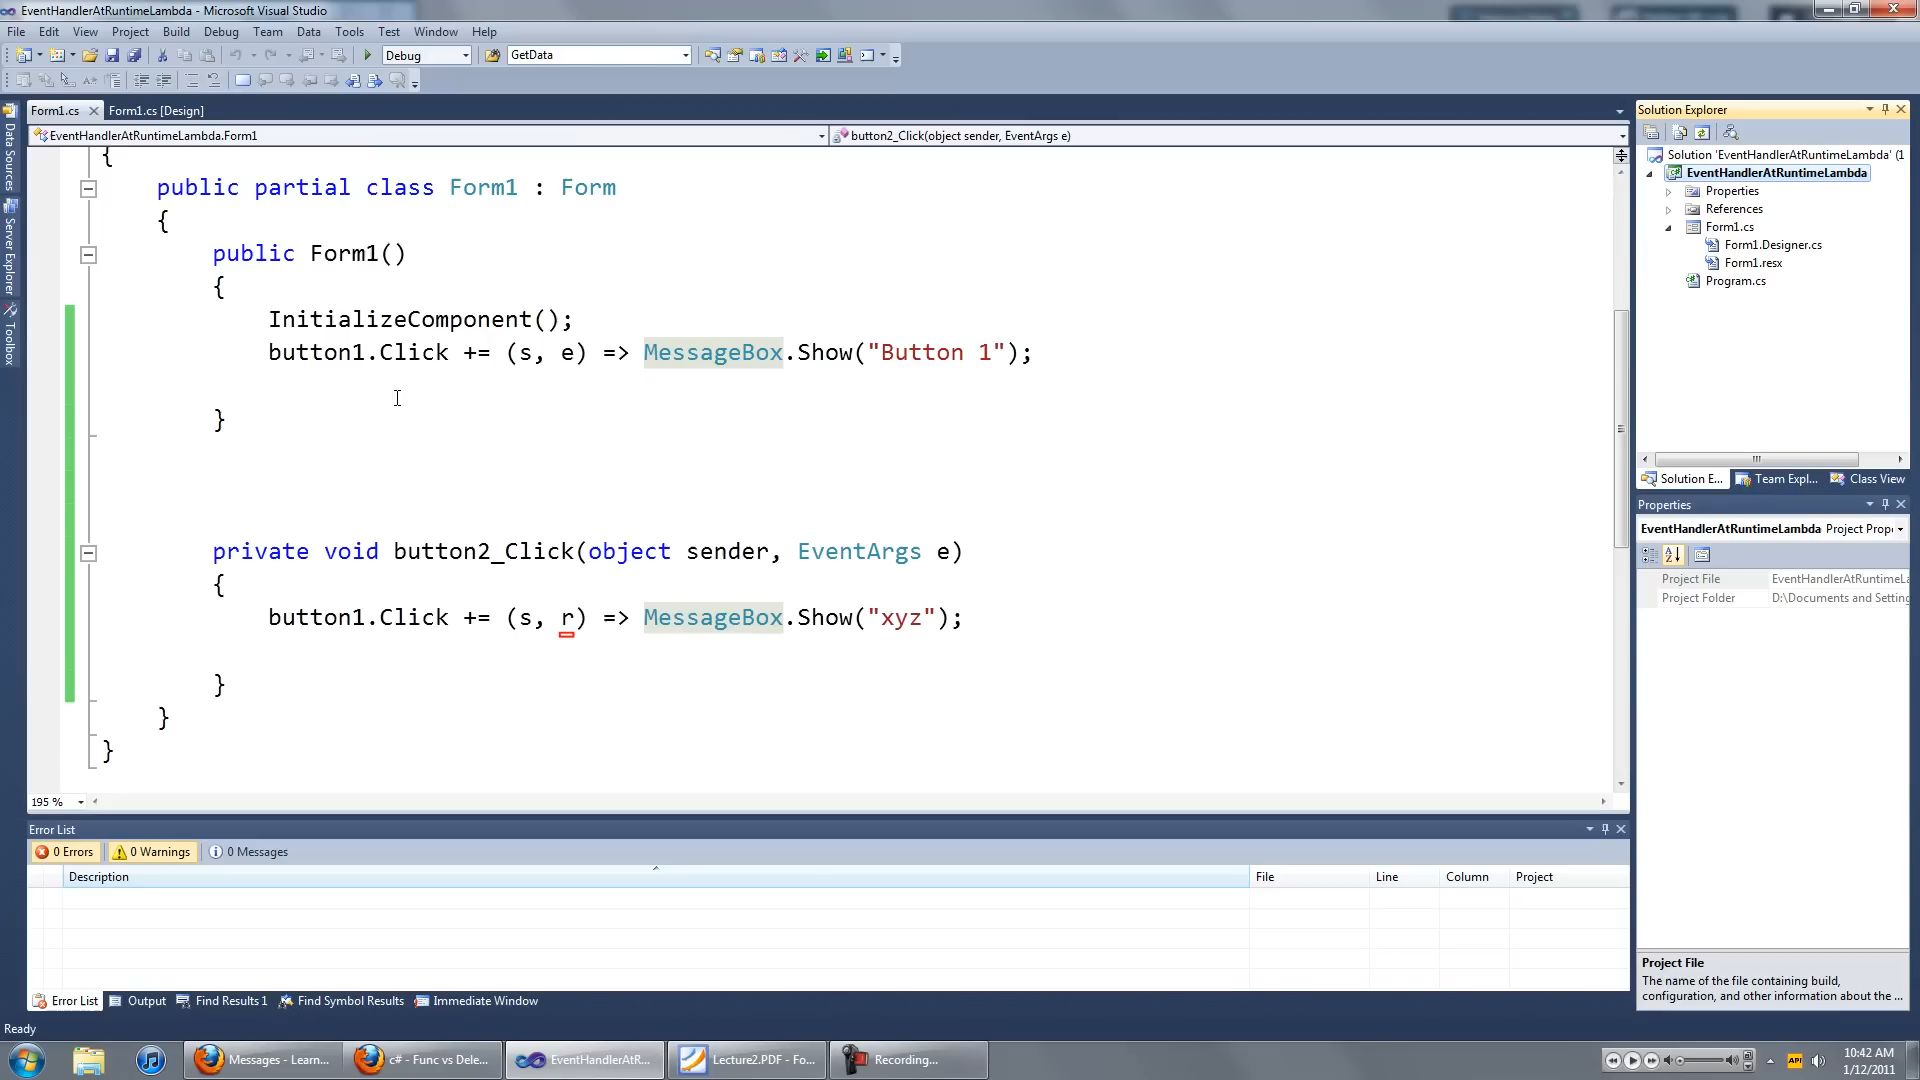 EventHandlerAtRuntimeLambda - Microsoft Visual Studio
File Edit View Project Build Debug Team Data Tools Test Window Help
Debug GetData
Form1.cs Form1.cs [Design]
EventHandlerAtRuntimeLambda.Form1 button2_Click(object sender, EventArgs e)
Data Sources
Server Explorer
Toolbox
{
public partial class Form1 : Form
{
public Form1()
{
InitializeComponent();
button1.Click += (s, e) => MessageBox.Show("Button 1");
}
private void button2_Click(object sender, EventArgs e)
{
button1.Click += (s, r) => MessageBox.Show("xyz");
}
}
}
195 %
Solution Explorer
Solution 'EventHandlerAtRuntimeLambda' (1
EventHandlerAtRuntimeLambda
Properties
References
Form1.cs
Form1.Designer.cs
Form1.resx
Program.cs
Solution E... Team Expl... Class View
Properties
EventHandlerAtRuntimeLambda Project Prop
Project File EventHandlerAtRuntimeL
Project Folder D:\Documents and Setting
Project File
The name of the file containing build,
configuration, and other information about the ...
Error List
0 Errors 0 Warnings 0 Messages
Description File Line Column Project
Error List Output Find Results 1 Find Symbol Results Immediate Window
Ready
Messages - Learn... c# - Func vs Dele... EventHandlerAtR... Lecture2.PDF - Fo... Recording...
API
10:42 AM
1/12/2011